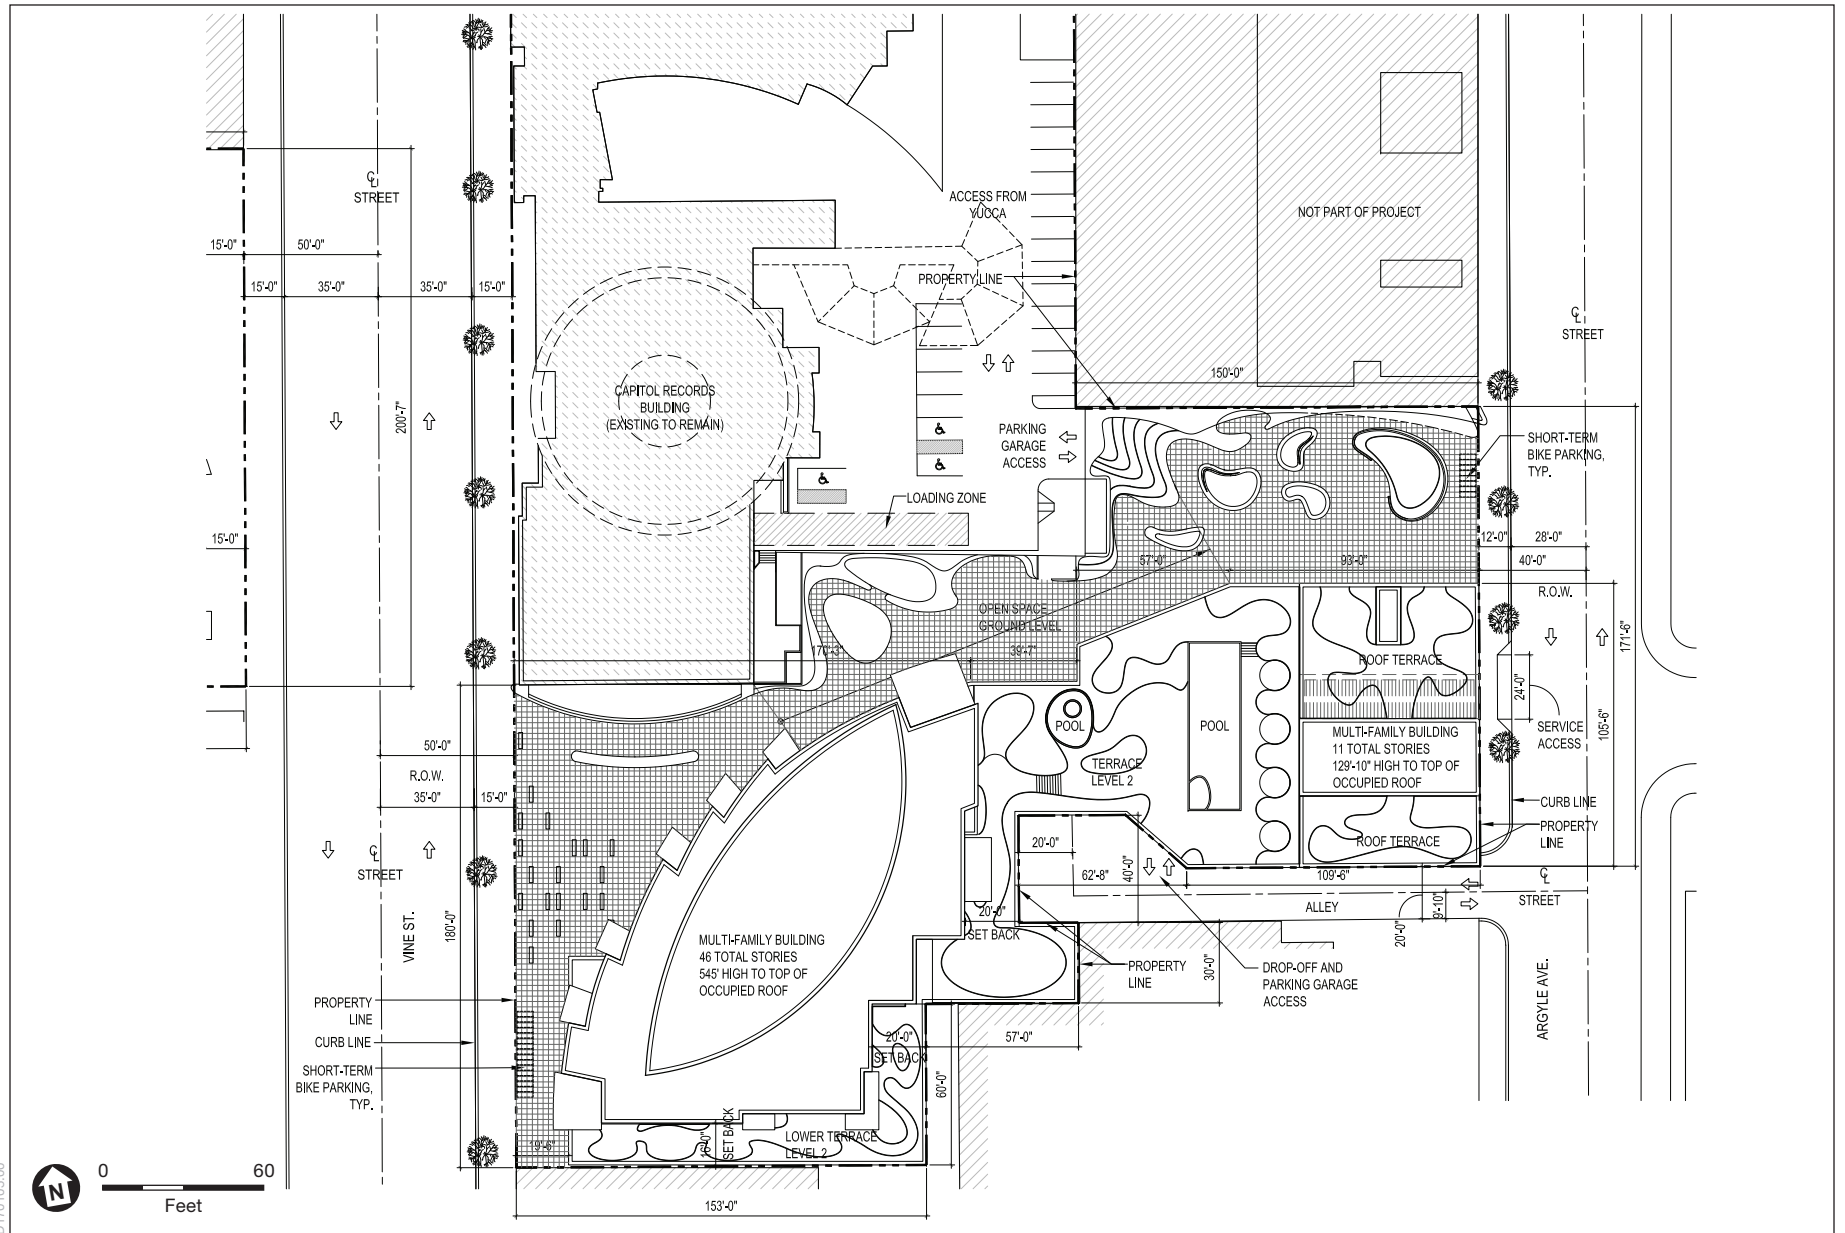 ℄
STREET
ACCESS FROM
YUCCA
NOT PART OF PROJECT
15'-0"
50'-0"
PROPERTY LINE
15'-0"
35'-0"
35'-0"
15'-0"
℄
STREET
150'-0"
CAPITOL RECORDS
BUILDING
(EXISTING TO REMAIN)
200'-7"
PARKING
GARAGE
ACCESS
SHORT-TERM
BIKE PARKING,
TYP.
LOADING ZONE
15'-0"
12'-0"
28'-0"
57'-0"
93'-0"
40'-0"
R.O.W.
OPEN SPACE
GROUND LEVEL
171'-6"
39'-7"
ROOF TERRACE
24'-0"
POOL
POOL
SERVICE
ACCESS
105'-6"
MULTI-FAMILY BUILDING
11 TOTAL STORIES
129'-10" HIGH TO TOP OF
OCCUPIED ROOF
50'-0"
R.O.W.
35'-0"
15'-0"
TERRACE
LEVEL 2
CURB LINE
PROPERTY
LINE
ROOF TERRACE
℄
STREET
20'-0"
62'-8"
40'-0"
109'-6"
℄
STREET
ALLEY
9'-10"
20'-0"
20'-0"
SET BACK
VINE ST.
180'-0"
MULTI-FAMILY BUILDING
46 TOTAL STORIES
545' HIGH TO TOP OF
OCCUPIED ROOF
PROPERTY
LINE
30'-0"
DROP-OFF AND
PARKING GARAGE
ACCESS
ARGYLE AVE.
PROPERTY
LINE
CURB LINE
SHORT-TERM
BIKE PARKING,
TYP.
20'-0"
SET BACK
57'-0"
60'-0"
19'-6"
16'-0"
SET BACK
LOWER TERRACE
LEVEL 2
153'-0"
N
0
60
Feet